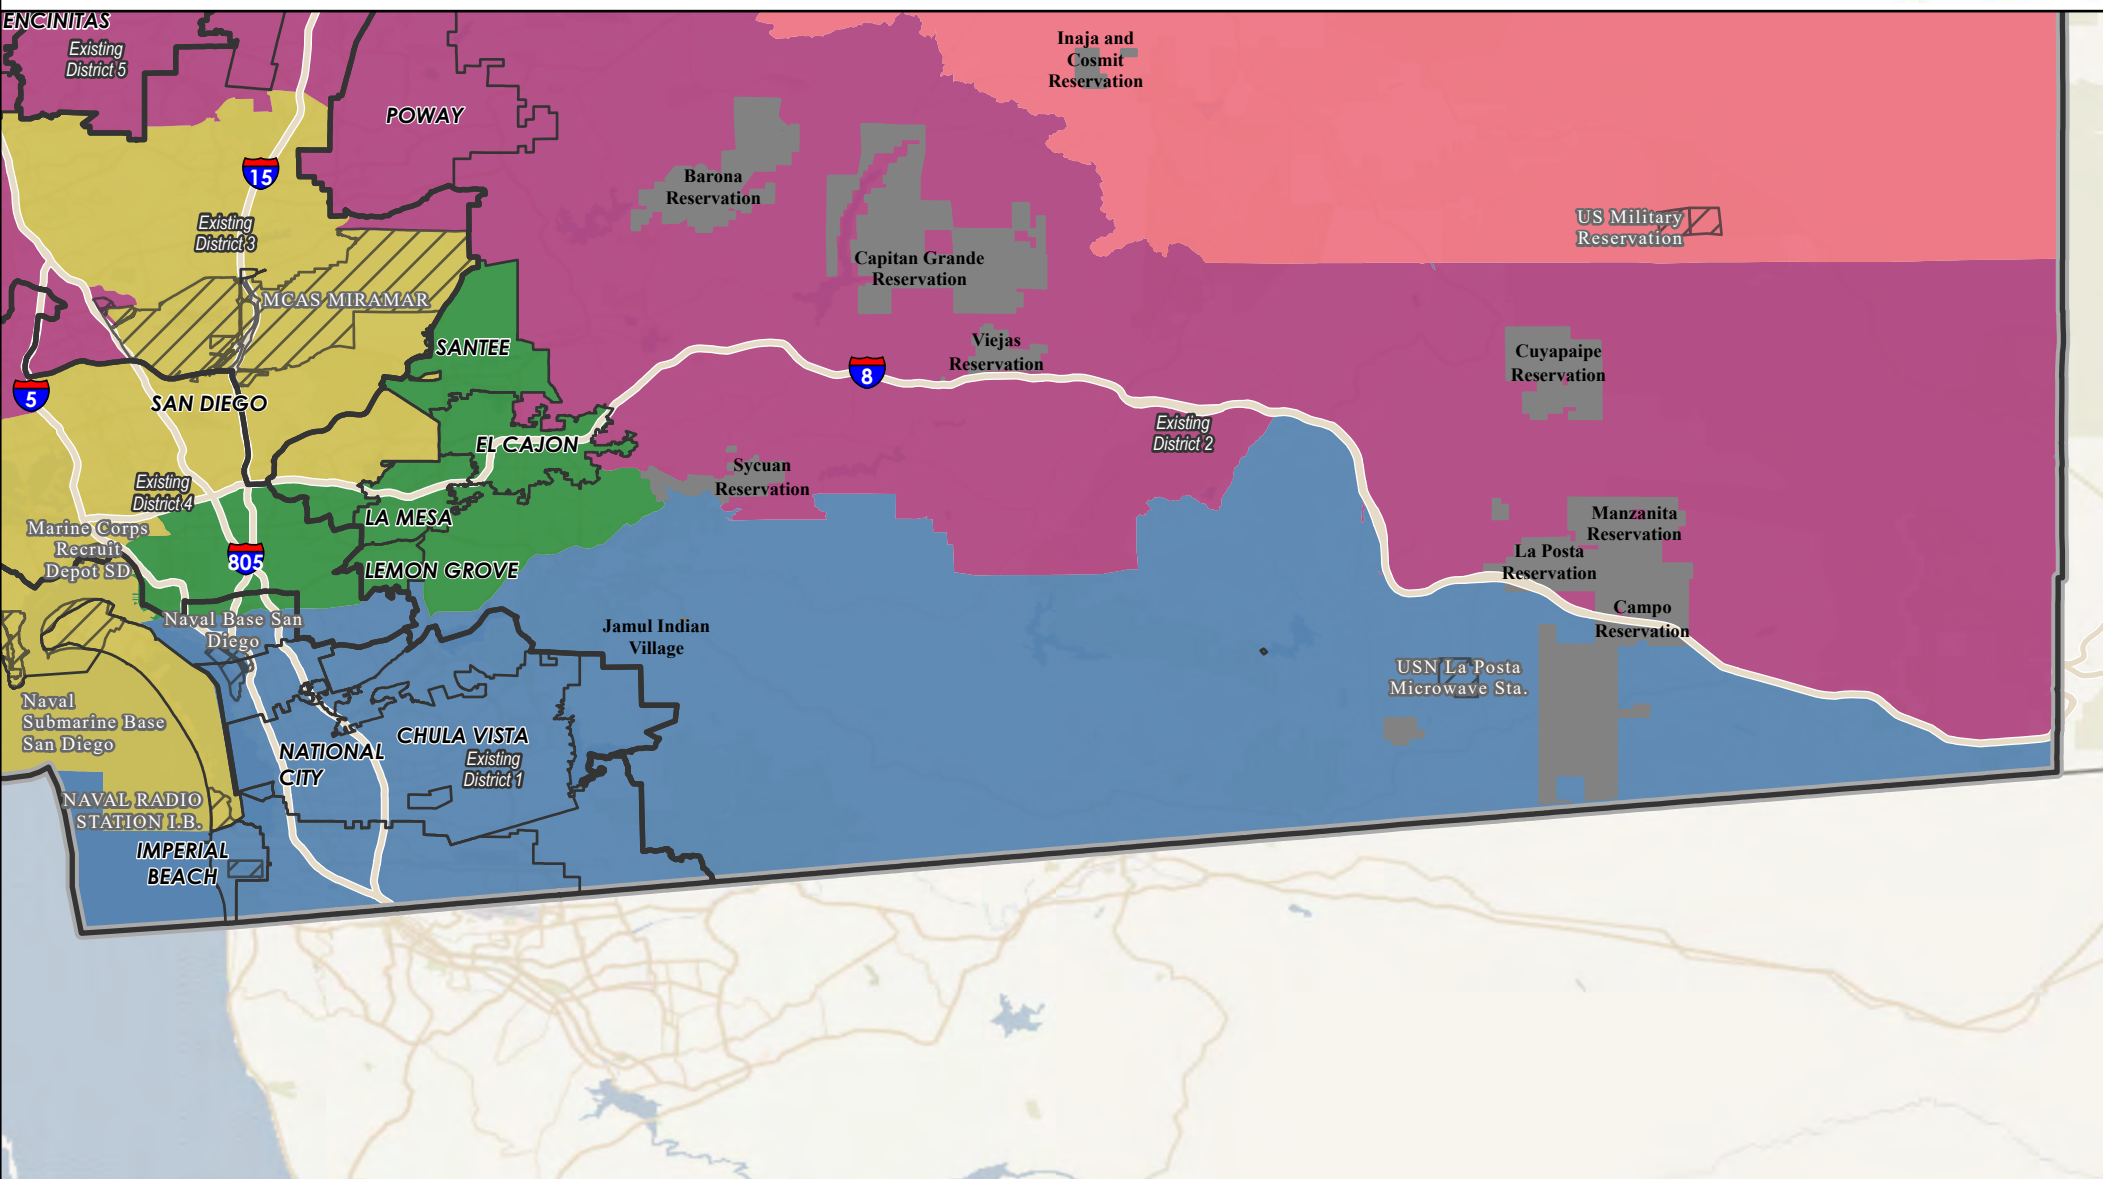 ENCINITAS
Existing
District 5
Inaja and
Cosmit
Reservation
POWAY
15
Barona
Reservation
Existing
District 3
US Military
Reservation
Capitan Grande
Reservation
MCAS MIRAMAR
SANTEE
Viejas
Reservation
Cuyapaipe
Reservation
8
5
SAN DIEGO
Existing
District 2
EL CAJON
Sycuan
Reservation
Existing
District 4
LA MESA
Manzanita
Reservation
Marine Corps
Recruit
Depot SD
805
La Posta
Reservation
LEMON GROVE
Campo
Reservation
Naval Base San
Diego
Jamul Indian
Village
USN La Posta
Microwave Sta.
Naval
Submarine Base
San Diego
CHULA VISTA
NATIONAL
CITY
Existing
District 1
NAVAL RADIO
STATION I.B.
IMPERIAL
BEACH